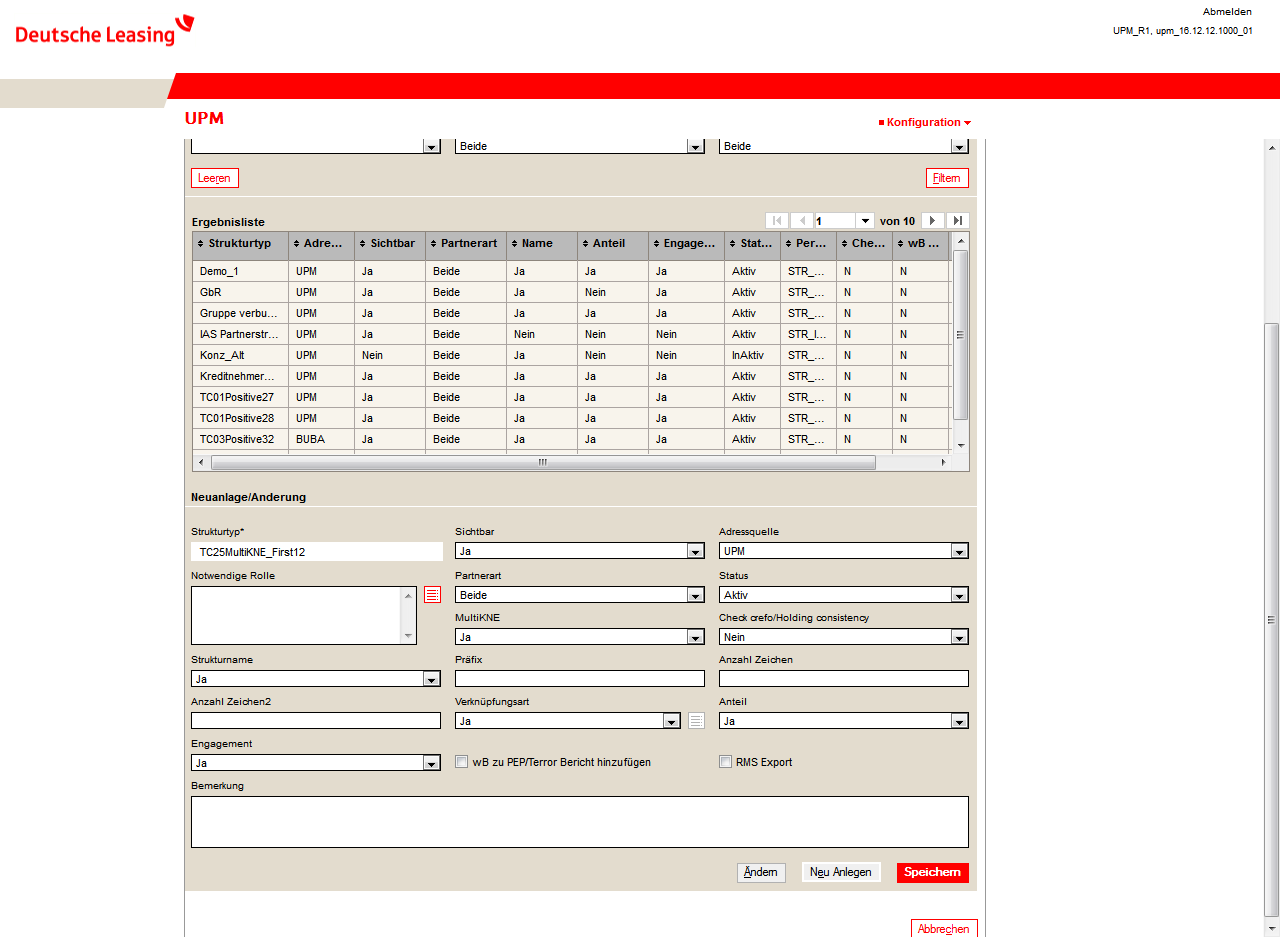 Deutsche Leasing
Abmelden
UPM_R1, upm_16.12.12.1000_01
UPM
Konfiguration
Beide Beide
Leeren Filtern
Ergebnisliste 1 von 10
Strukturtyp Adre... Sichtbar Partnerart Name Anteil Engage... Stat... Per... Che... wB ...
Demo_1 UPM Ja Beide Ja Ja Ja Aktiv STR_... N N
GbR UPM Ja Beide Ja Nein Ja Aktiv STR_... N N
Gruppe verbu... UPM Ja Beide Ja Ja Ja Aktiv STR_... N N
IAS Partnerstr... UPM Ja Beide Nein Nein Nein Aktiv STR_I... N N
Konz_Alt UPM Nein Beide Ja Nein Nein InAktiv STR_... N N
Kreditnehmer... UPM Ja Beide Ja Ja Ja Aktiv STR_... N N
TC01Positive27 UPM Ja Beide Ja Ja Ja Aktiv STR_... N N
TC01Positive28 UPM Ja Beide Ja Ja Ja Aktiv STR_... N N
TC03Positive32 BUBA Ja Beide Ja Ja Ja Aktiv STR_... N N
Neuanlage/Änderung
Strukturtyp* Sichtbar Adressquelle
TC25MultiKNE_First12 Ja UPM
Notwendige Rolle Partnerart Status
Beide Aktiv
MultiKNE Check crefo/Holding consistency
Ja Nein
Strukturname Präfix Anzahl Zeichen
Ja
Anzahl Zeichen2 Verknüpfungsart Anteil
Ja Ja
Engagement
Ja wB zu PEP/Terror Bericht hinzufügen RMS Export
Bemerkung
Ändern Neu Anlegen Speichern
Abbrechen